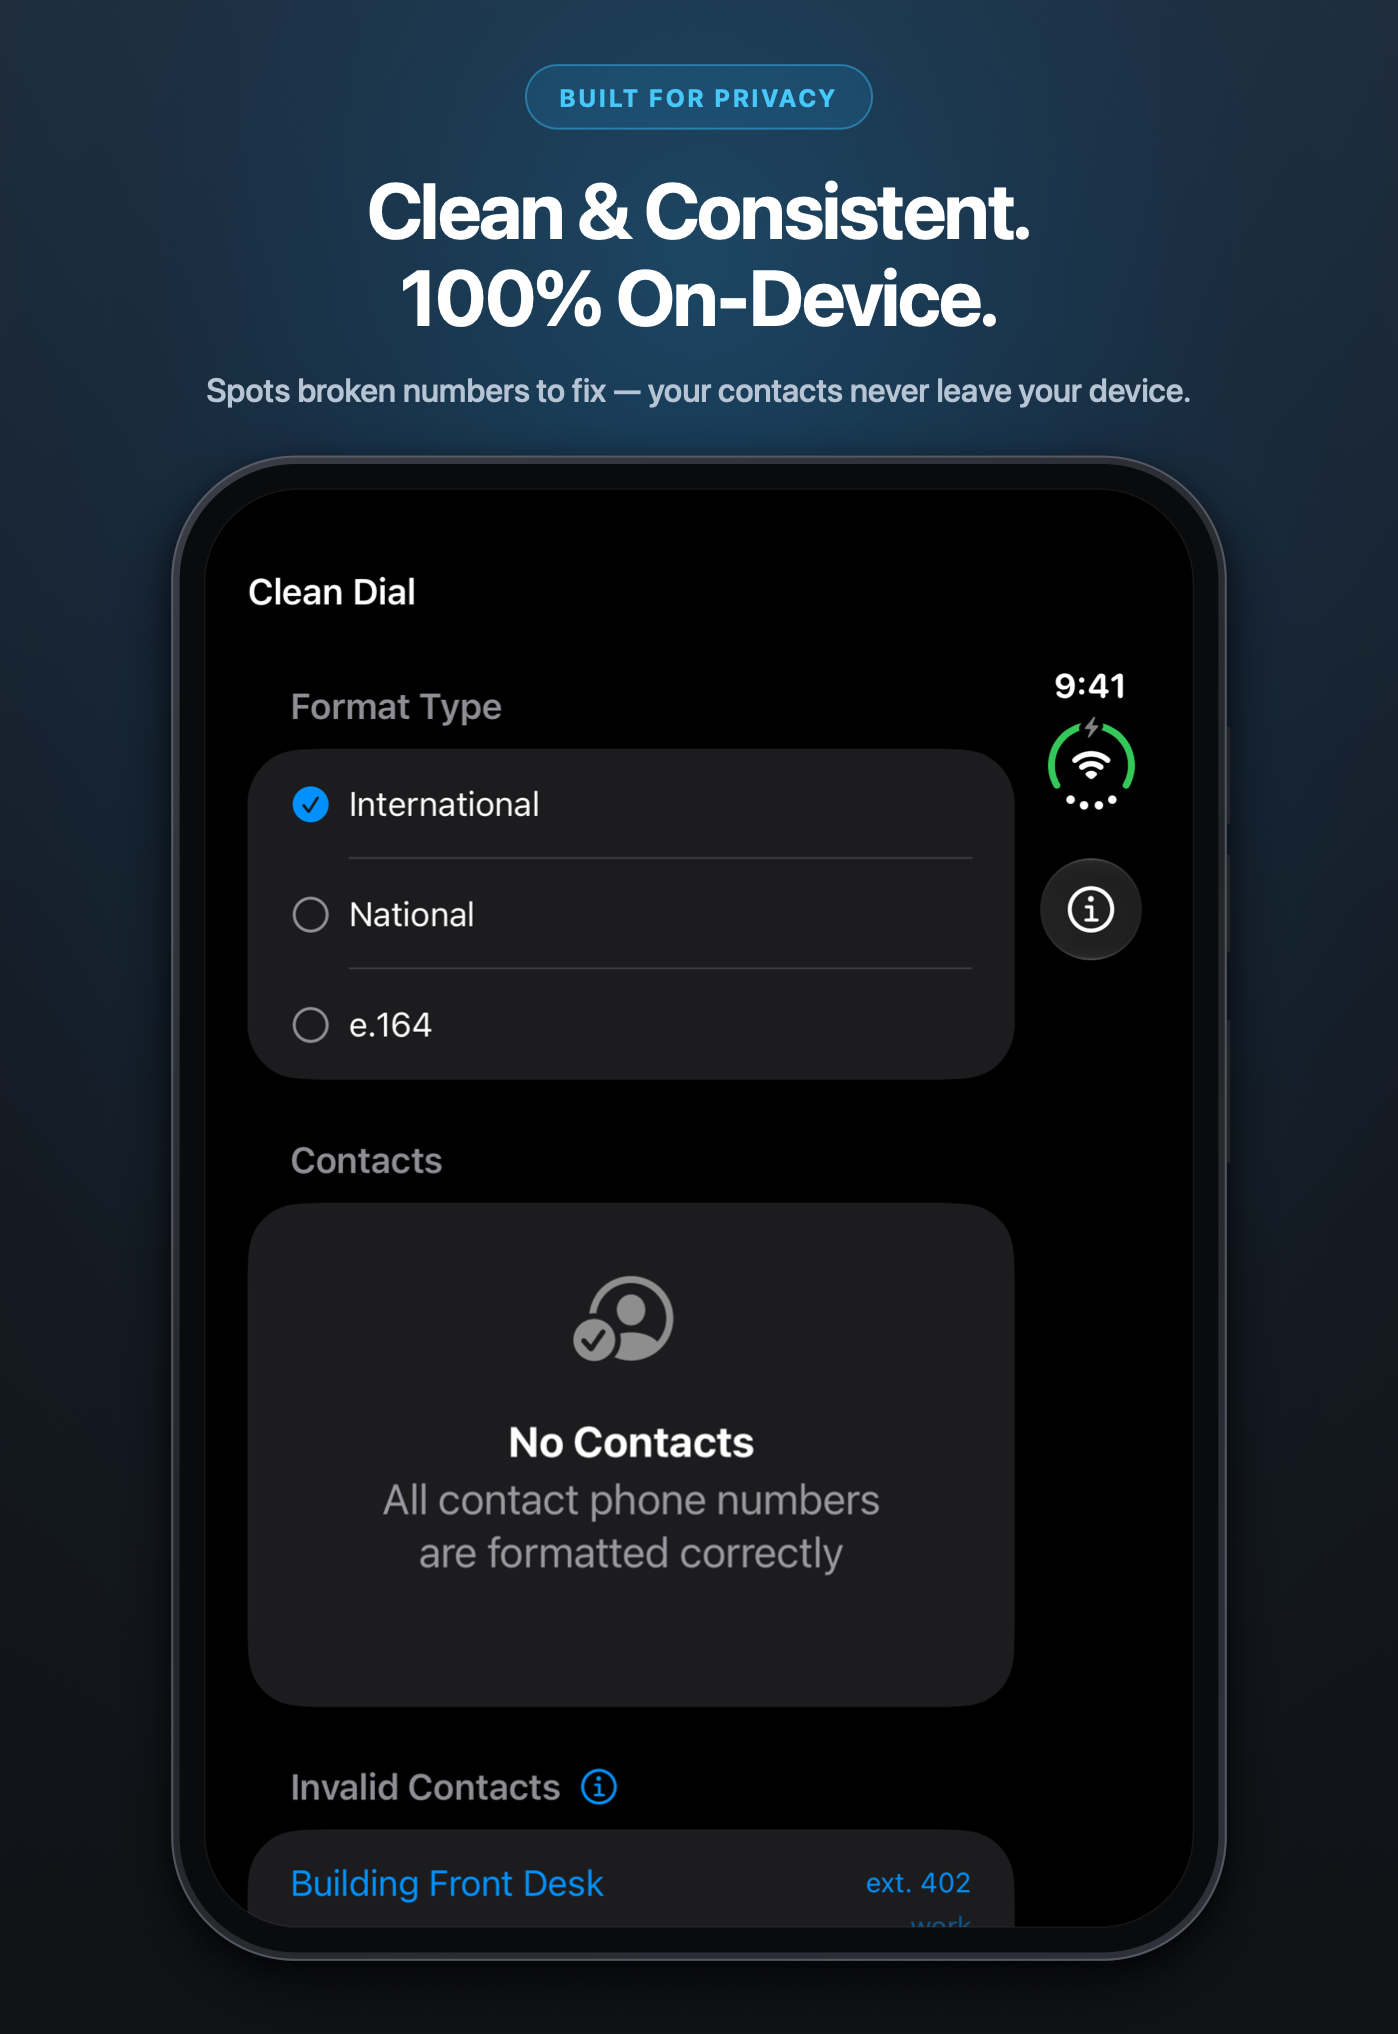 BUILT FOR PRIVACY
Clean & Consistent.
100% On-Device.
Spots broken numbers to fix — your contacts never leave your device.
Clean Dial
9:41
Format Type
International
National
e.164
Contacts
No Contacts
All contact phone numbers
are formatted correctly
Invalid Contacts
Building Front Desk
ext. 402
work